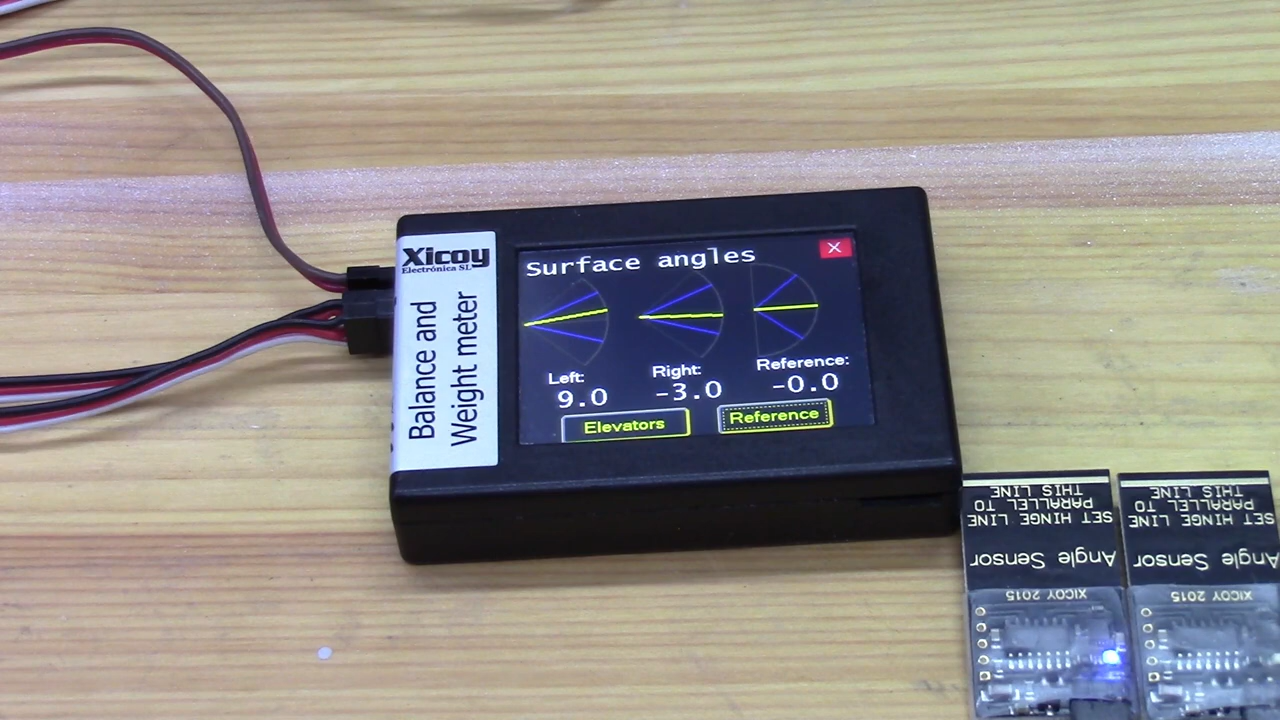 Xicoy
Electrónica SL
Balance and
Weight meter
Surface angles
X
Left:
9.0
Right:
-3.0
Reference:
-0.0
Elevators
Reference
SET HINGE LINE
PARALLEL TO
THIS LINE
Angle Sensor
XICOY 2015
SET HINGE LINE
PARALLEL TO
THIS LINE
Angle Sensor
XICOY 2015